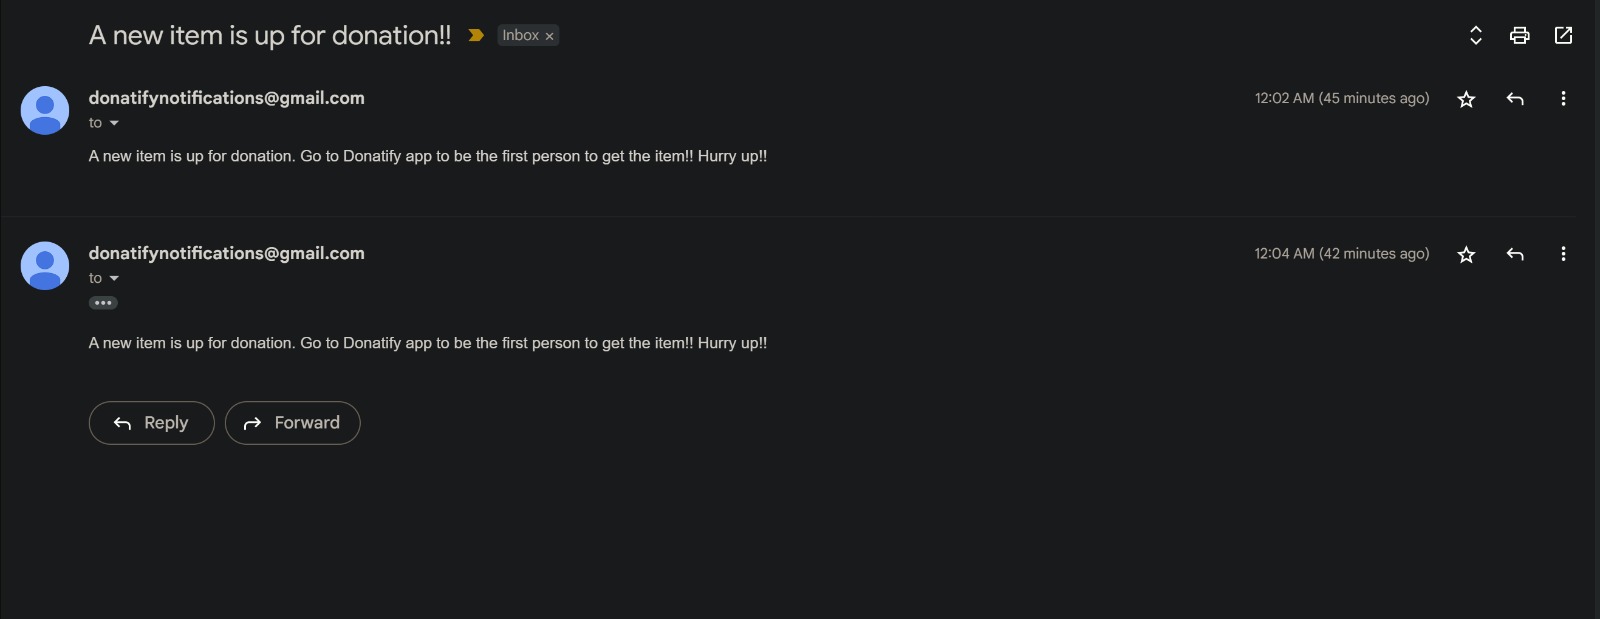 A new item is up for donation!!
Inbox ×
donatifynotifications@gmail.com
12:02 AM (45 minutes ago)
to
A new item is up for donation. Go to Donatify app to be the first person to get the item!! Hurry up!!
donatifynotifications@gmail.com
12:04 AM (42 minutes ago)
to
A new item is up for donation. Go to Donatify app to be the first person to get the item!! Hurry up!!
Reply
Forward